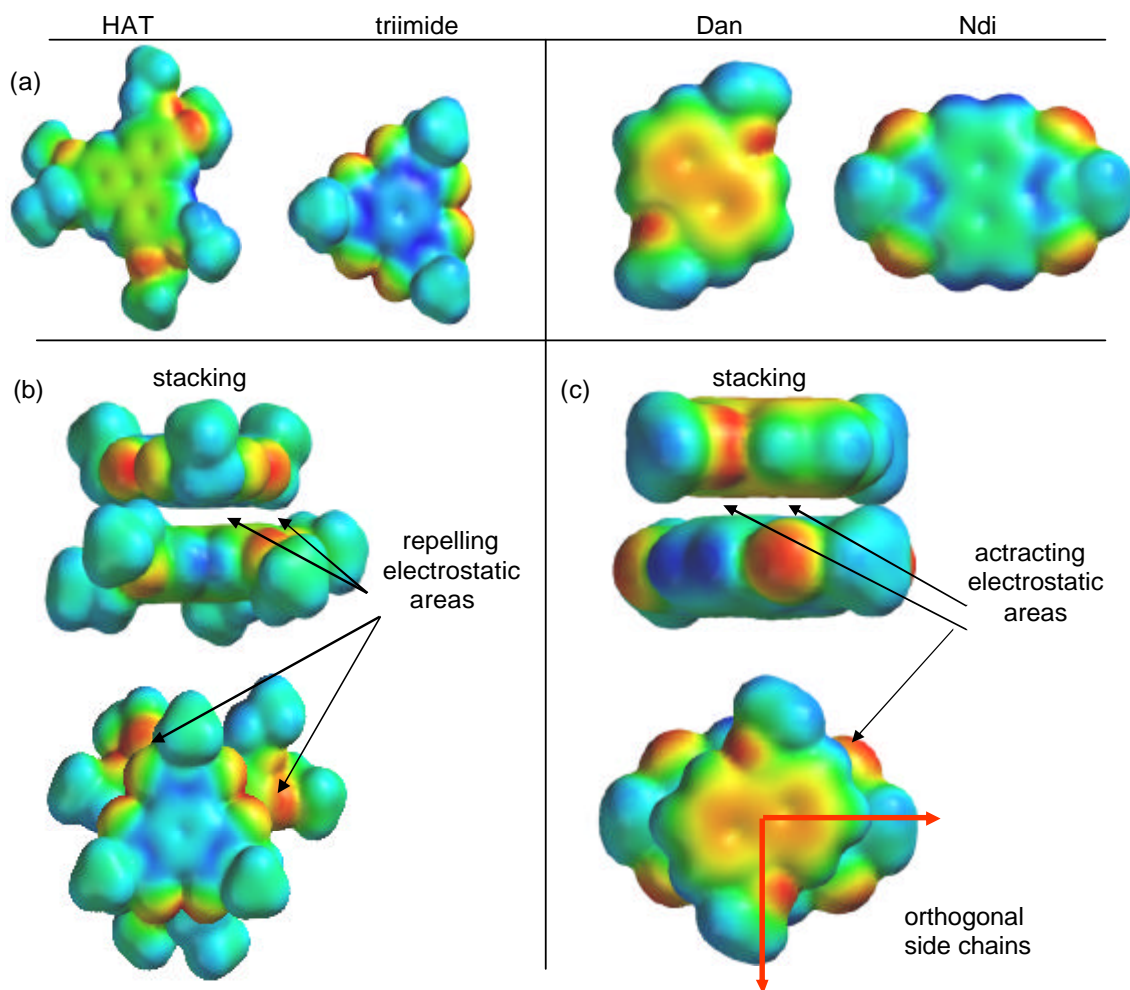 HAT
triimide
Dan
Ndi
(a)
(b)
stacking
repelling
electrostatic
areas
(c)
stacking
actracting
electrostatic
areas
orthogonal
side chains